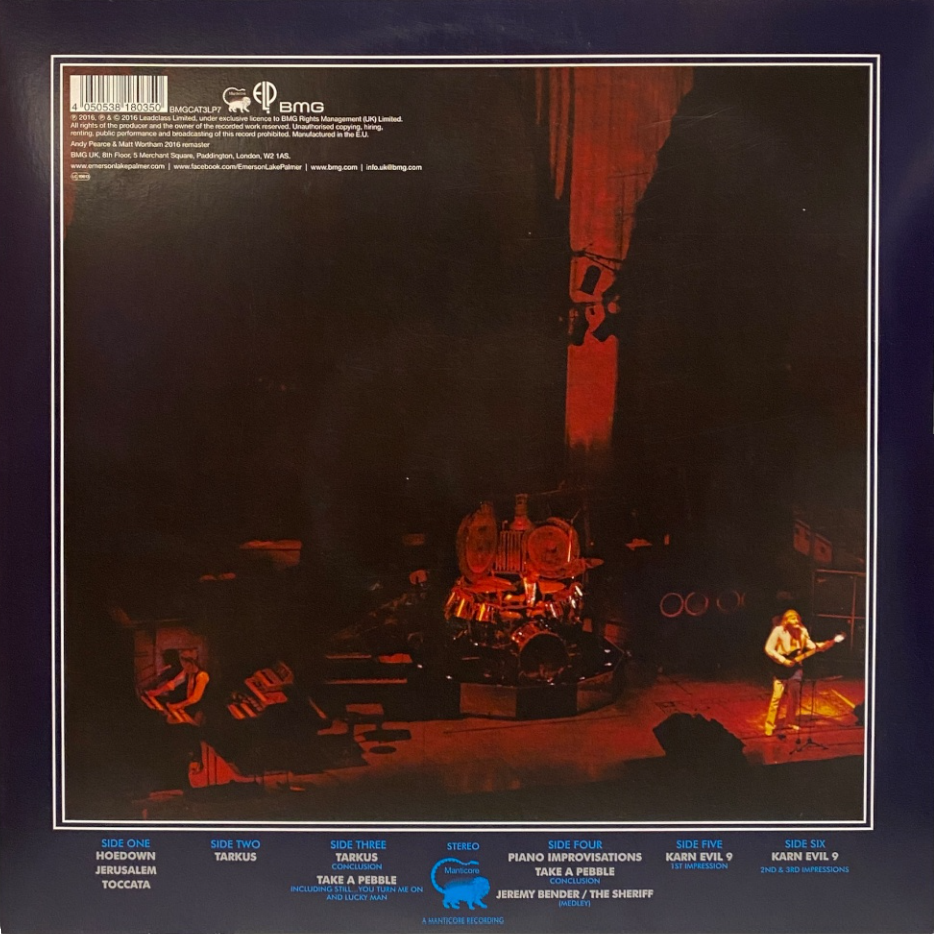 4 050538 180350
BMGCAT3LP7
Manticore
ELP
BMG
℗ 2016, ℗ & © 2016 Leadclass Limited, under exclusive licence to BMG Rights Management (UK) Limited.
All rights of the producer and the owner of the recorded work reserved. Unauthorised copying, hiring,
renting, public performance and broadcasting of this record prohibited. Manufactured in the E.U.
Andy Pearce & Matt Wortham 2016 remaster
BMG UK, 8th Floor, 5 Merchant Square, Paddington, London, W2 1AS.
www.emersonlakepalmer.com | www.facebook.com/EmersonLakePalmer | www.bmg.com | info.uk@bmg.com
SIDE ONE
HOEDOWN
JERUSALEM
TOCCATA
SIDE TWO
TARKUS
SIDE THREE
TARKUS
CONCLUSION
TAKE A PEBBLE
INCLUDING STILL...YOU TURN ME ON
AND LUCKY MAN
STEREO
Manticore
A MANTICORE RECORDING
SIDE FOUR
PIANO IMPROVISATIONS
TAKE A PEBBLE
CONCLUSION
JEREMY BENDER / THE SHERIFF
(MEDLEY)
SIDE FIVE
KARN EVIL 9
1ST IMPRESSION
SIDE SIX
KARN EVIL 9
2ND & 3RD IMPRESSIONS